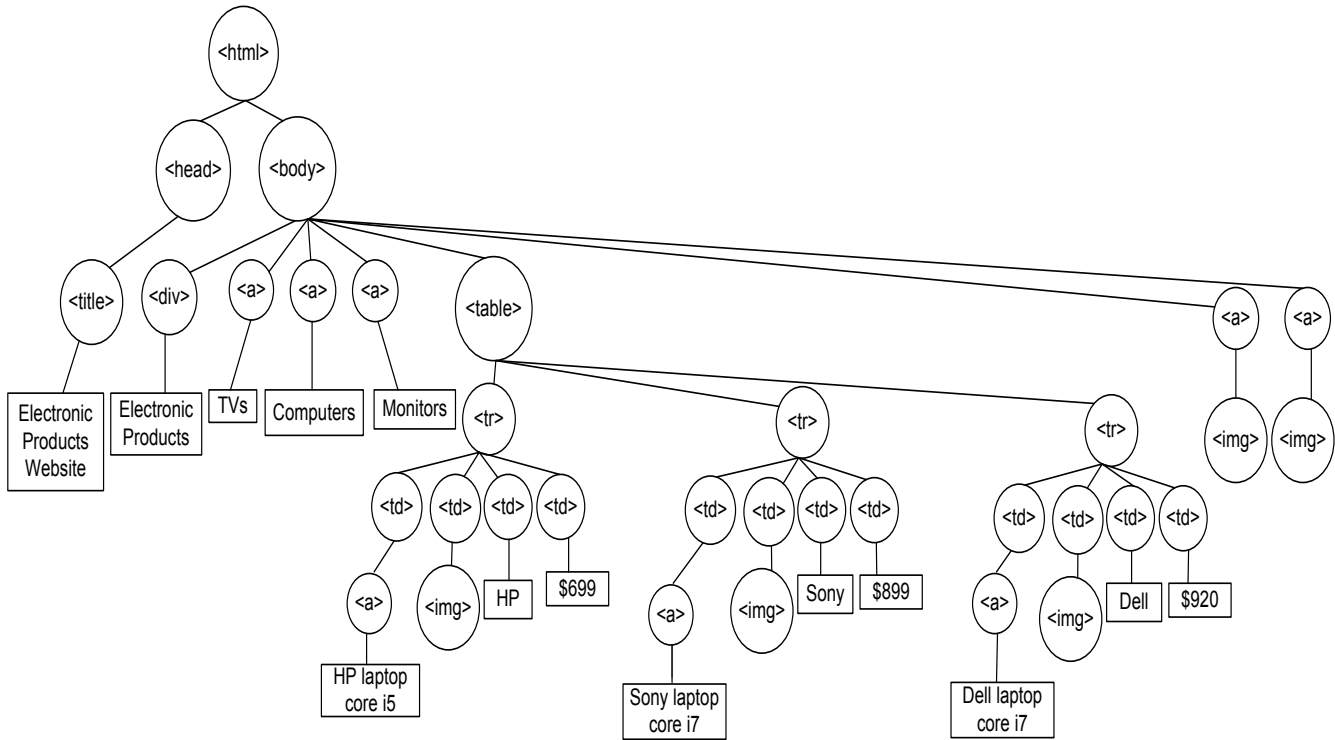 <html>
<head>
<body>
<title>
<div>
<a>
<a>
<a>
<table>
<a>
<a>
Electronic
Products
Website
Electronic
Products
TVs
Computers
Monitors
<tr>
<tr>
<tr>
<img>
<img>
<td>
<td>
<td>
<td>
<td>
<td>
<td>
<td>
<td>
<td>
<td>
<td>
<a>
<img>
HP
$699
<a>
<img>
Sony
$899
<a>
<img>
Dell
$920
HP laptop
core i5
Sony laptop
core i7
Dell laptop
core i7